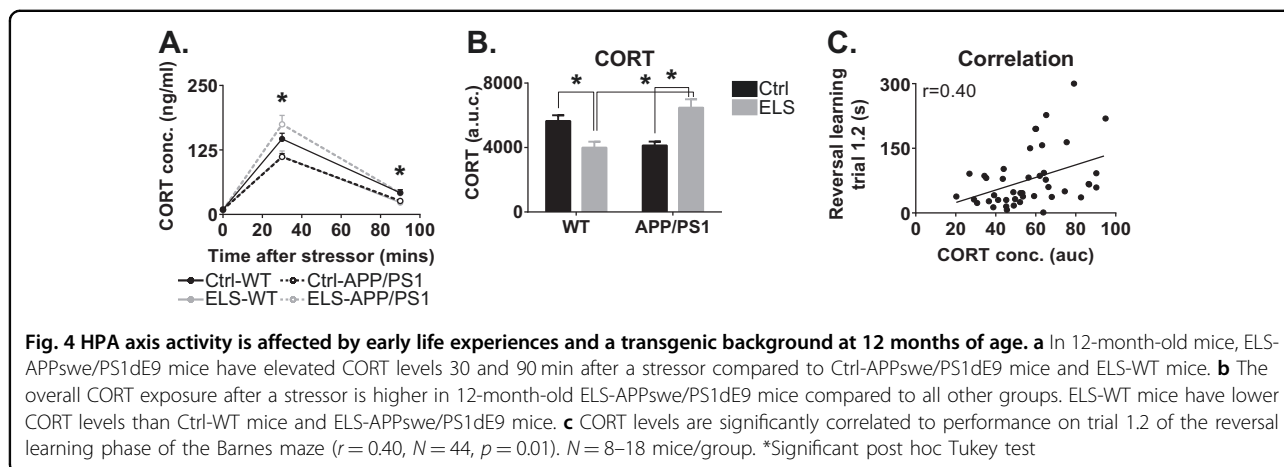 A.
CORT conc. (ng/ml)
250
125
0
*
*
0 20 40 60 80 100
Time after stressor (mins)
Ctrl-WT Ctrl-APP/PS1
ELS-WT ELS-APP/PS1
B.
CORT
CORT (a.u.c.)
8000
4000
0
* * *
WT APP/PS1
Ctrl
ELS
C.
Correlation
Reversal learning
trial 1.2 (s)
300
150
0
r=0.40
0 20 40 60 80 100
CORT conc. (auc)
Fig. 4 HPA axis activity is affected by early life experiences and a transgenic background at 12 months of age. a In 12-month-old mice, ELS-
APPswe/PS1dE9 mice have elevated CORT levels 30 and 90 min after a stressor compared to Ctrl-APPswe/PS1dE9 mice and ELS-WT mice. b The
overall CORT exposure after a stressor is higher in 12-month-old ELS-APPswe/PS1dE9 mice compared to all other groups. ELS-WT mice have lower
CORT levels than Ctrl-WT mice and ELS-APPswe/PS1dE9 mice. c CORT levels are significantly correlated to performance on trial 1.2 of the reversal
learning phase of the Barnes maze (r = 0.40, N = 44, p = 0.01). N = 8–18 mice/group. *Significant post hoc Tukey test